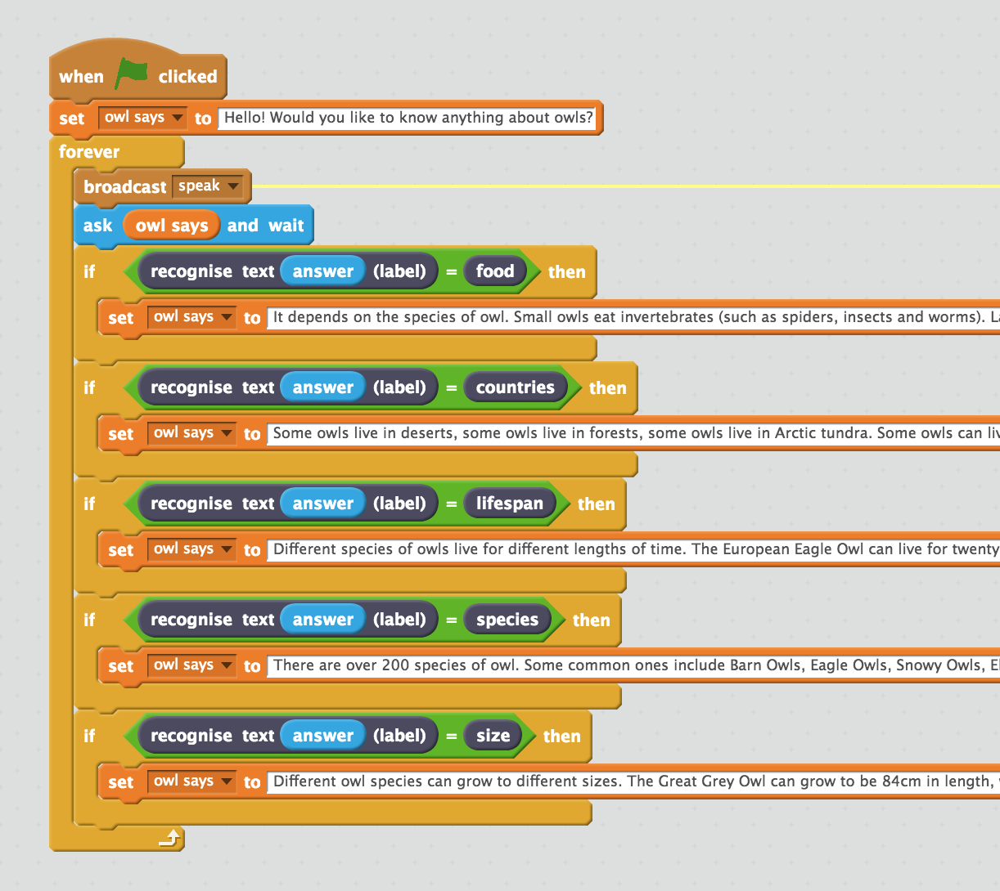 when clicked
set owl says to Hello! Would you like to know anything about owls?
forever
broadcast speak
ask owl says and wait
if recognise text answer (label) = food then
set owl says to It depends on the species of owl. Small owls eat invertebrates (such as spiders, insects and worms).
if recognise text answer (label) = countries then
set owl says to Some owls live in deserts, some owls live in forests, some owls live in Arctic tundra. Some owls can
if recognise text answer (label) = lifespan then
set owl says to Different species of owls live for different lengths of time. The European Eagle Owl can live for twenty
if recognise text answer (label) = species then
set owl says to There are over 200 species of owl. Some common ones include Barn Owls, Eagle Owls, Snowy Owls,
if recognise text answer (label) = size then
set owl says to Different owl species can grow to different sizes. The Great Grey Owl can grow to be 84cm in length,